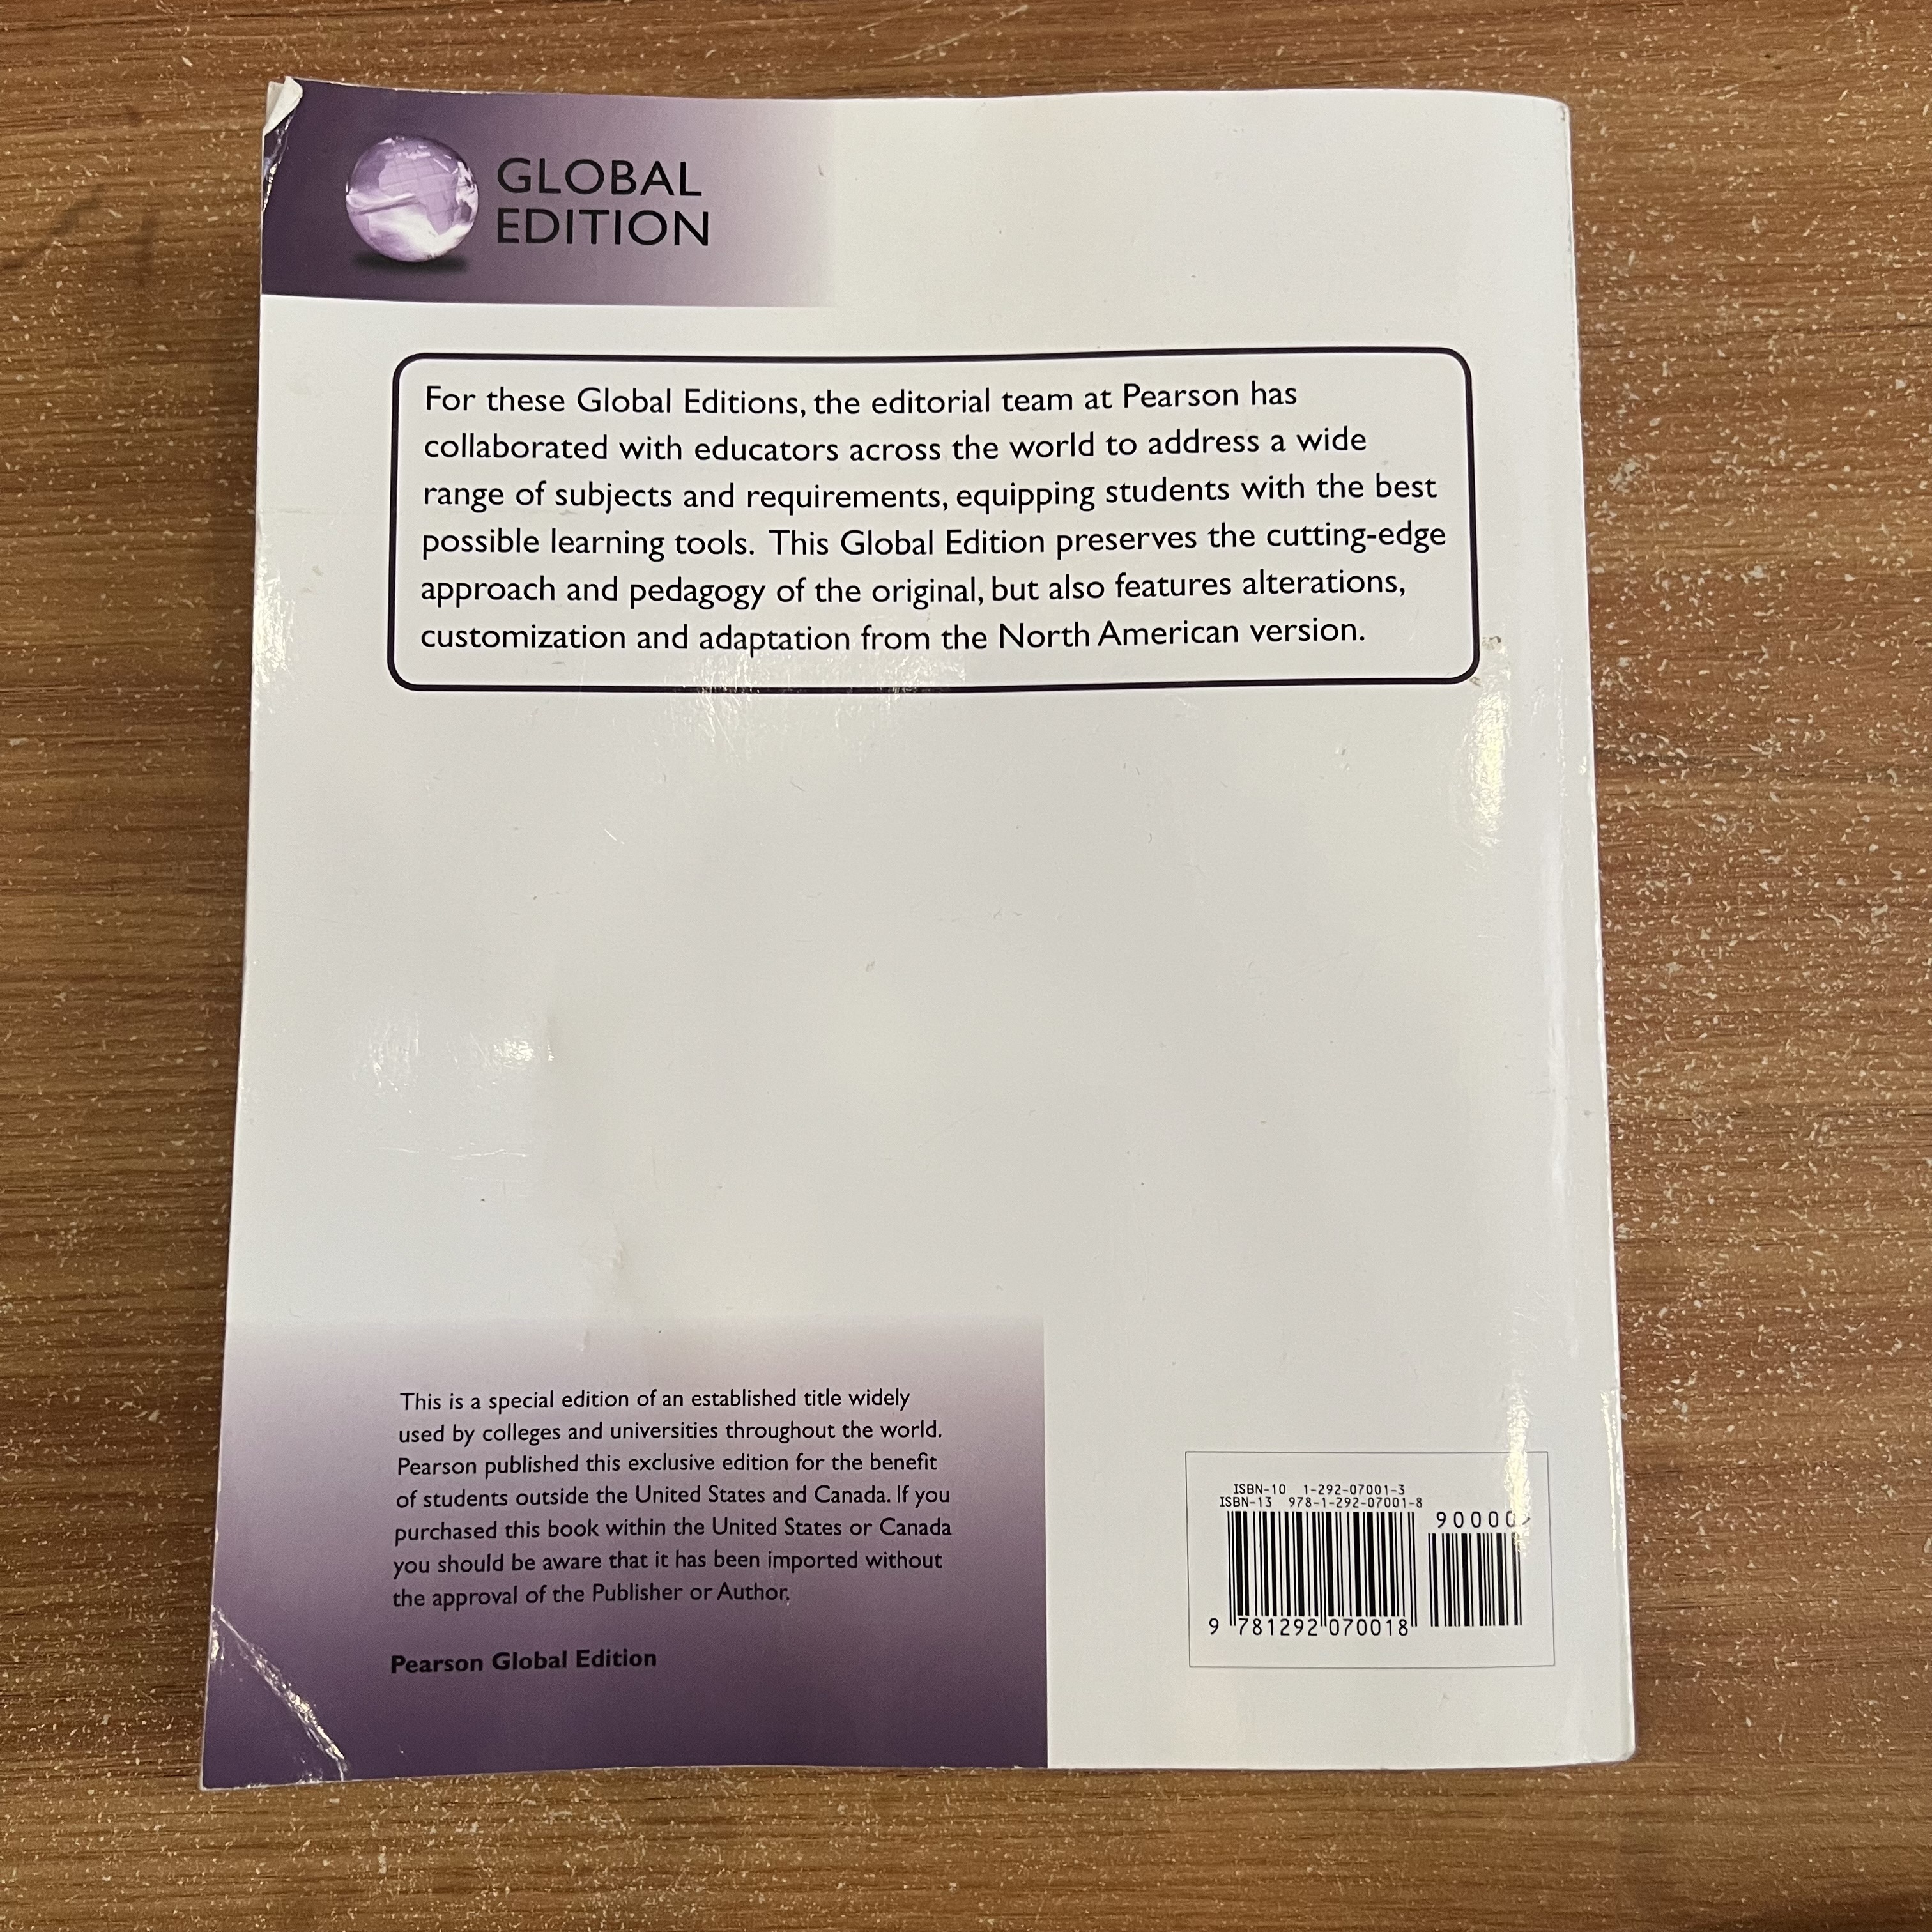 GLOBAL
EDITION
For these Global Editions, the editorial team at Pearson has
collaborated with educators across the world to address a wide
range of subjects and requirements, equipping students with the best
possible learning tools. This Global Edition preserves the cutting-edge
approach and pedagogy of the original, but also features alterations,
customization and adaptation from the North American version.
This is a special edition of an established title widely
used by colleges and universities throughout the world.
Pearson published this exclusive edition for the benefit
of students outside the United States and Canada. If you
purchased this book within the United States or Canada
you should be aware that it has been imported without
the approval of the Publisher or Author.
Pearson Global Edition
ISBN-10 1-292-07001-3
ISBN-13 978-1-292-07001-8
90000>
9 781292 070018